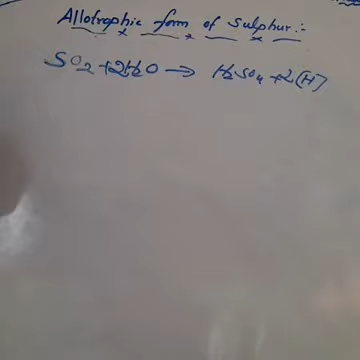 Allotrophic form of Sulphur:-
SO2 + 2H2O → H2SO4 + 2(H)